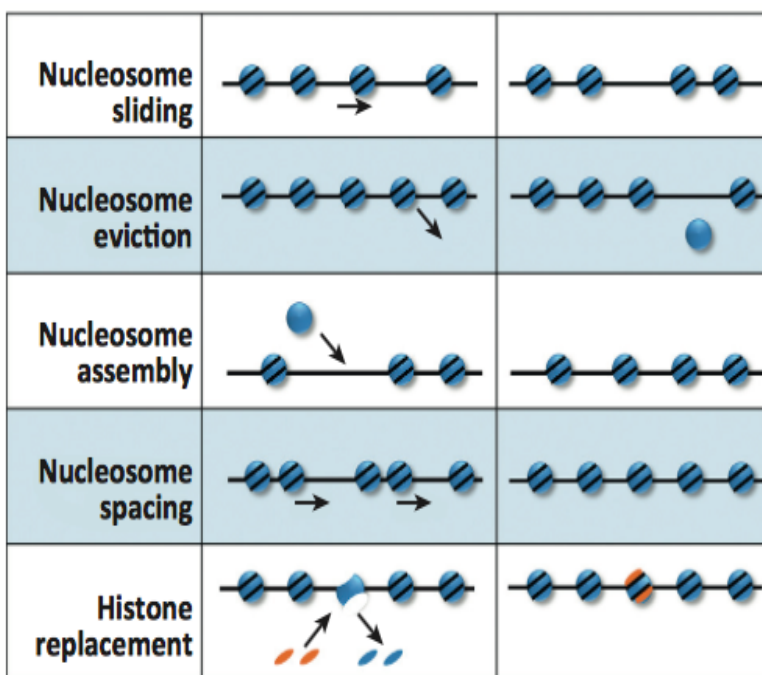 Nucleosome
sliding
Nucleosome
eviction
Nucleosome
assembly
Nucleosome
spacing
Histone
replacement